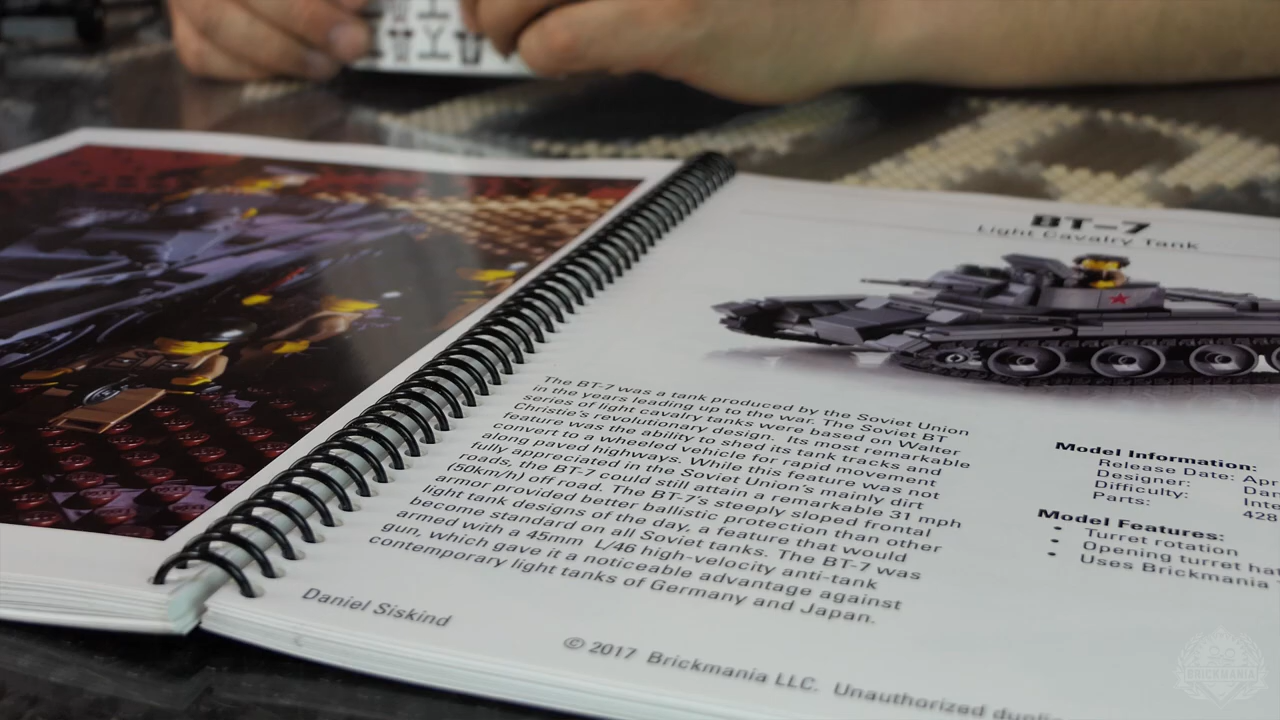 BT-7
Light Cavalry Tank
The BT-7 was a tank produced by the Soviet Union
in the years leading up to the war. The Soviet BT
series of light cavalry tanks were based on Walter
Christie's revolutionary design. Its most remarkable
feature was the ability to shed its tank tracks and
convert to a wheeled vehicle for rapid movement
along paved highways. While this feature was not
fully appreciated in the Soviet Union's mainly dirt
roads, the BT-7 could still attain a remarkable 31 mph
(50km/h) off road. The BT-7's steeply sloped frontal
armor provided better ballistic protection than other
light tank designs of the day, a feature that would
become standard on all Soviet tanks. The BT-7 was
armed with a 45mm L/46 high-velocity anti-tank
gun, which gave it a noticeable advantage against
contemporary light tanks of Germany and Japan.
Model Information:
Release Date: Apr
Designer: Dan
Difficulty: Inte
Parts: 428
Model Features:
• Turret rotation
• Opening turret hat
• Uses Brickmania
Daniel Siskind
© 2017 Brickmania LLC. Unauthorized dupli
BRICKMANIA